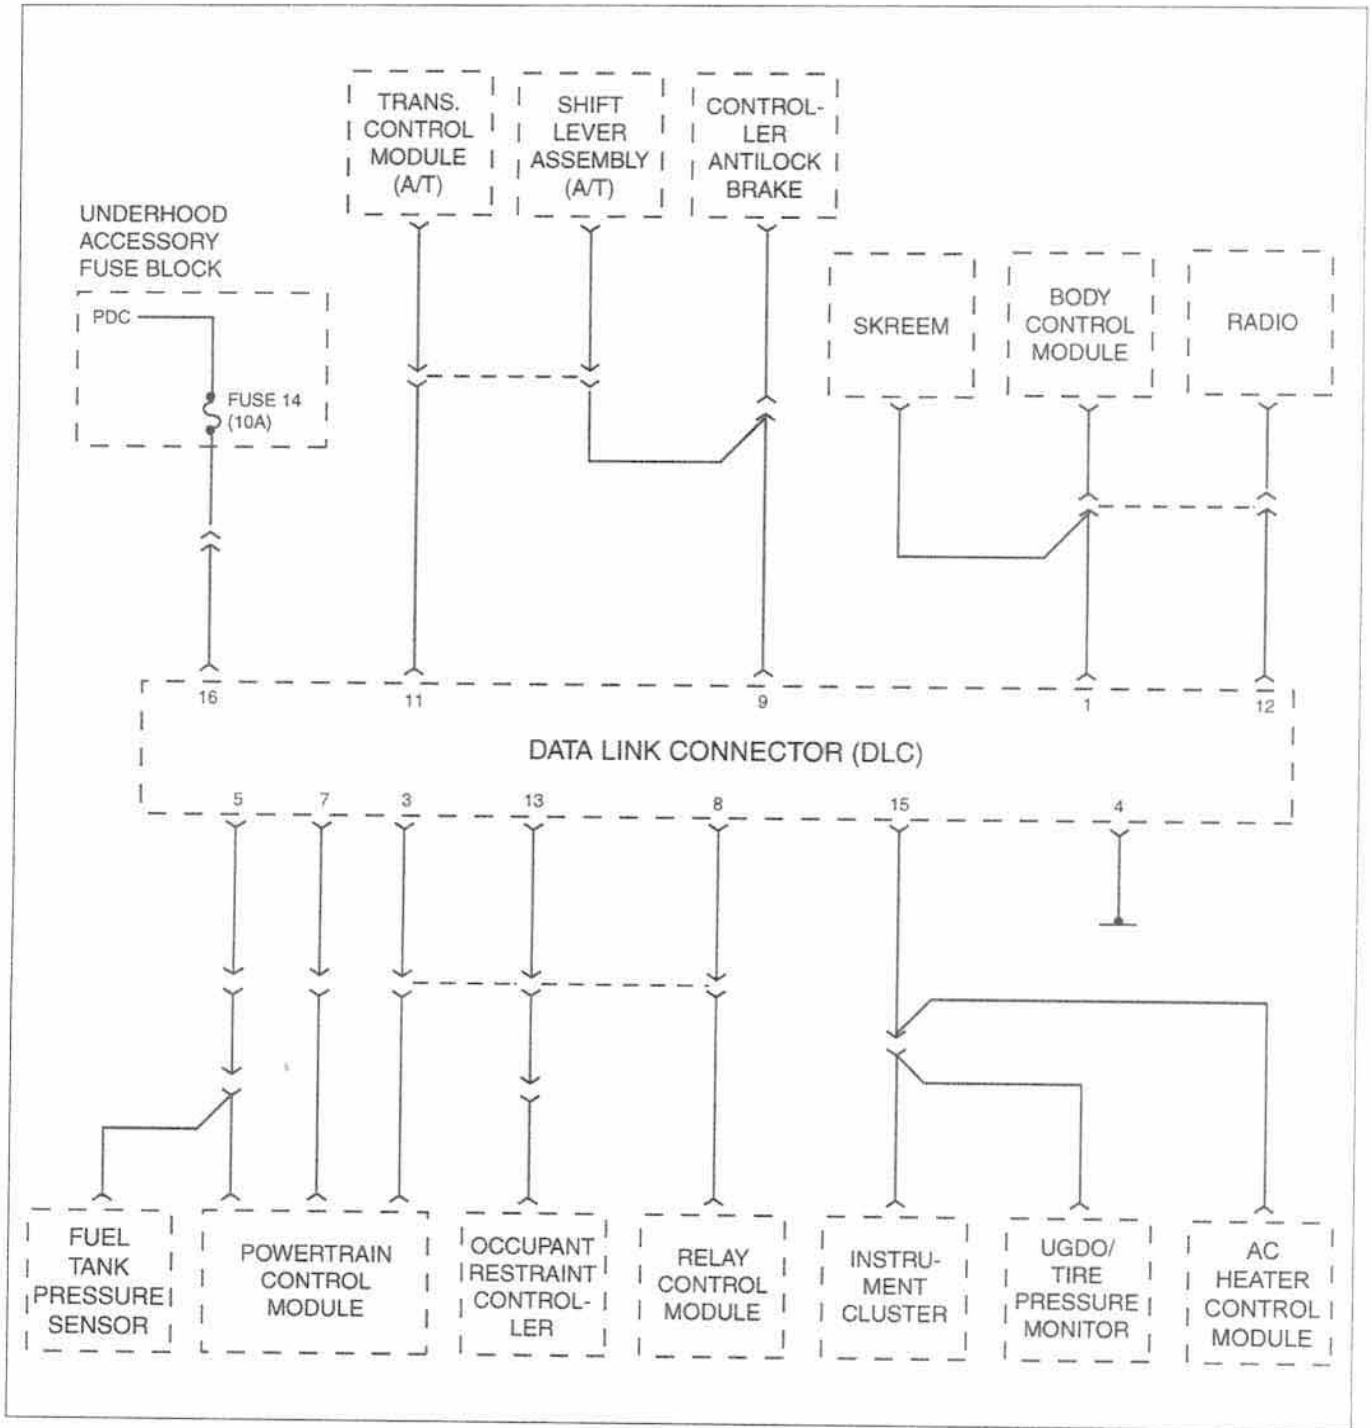 TRANS.
CONTROL
MODULE
(A/T)
SHIFT
LEVER
ASSEMBLY
(A/T)
CONTROL-
LER
ANTILOCK
BRAKE
UNDERHOOD
ACCESSORY
FUSE BLOCK
PDC
FUSE 14
(10A)
SKREEM
BODY
CONTROL
MODULE
RADIO
16
11
9
1
12
DATA LINK CONNECTOR (DLC)
5
7
3
13
8
15
4
FUEL
TANK
PRESSURE
SENSOR
POWERTRAIN
CONTROL
MODULE
OCCUPANT
RESTRAINT
CONTROL-
LER
RELAY
CONTROL
MODULE
INSTRU-
MENT
CLUSTER
UGDO/
TIRE
PRESSURE
MONITOR
AC
HEATER
CONTROL
MODULE